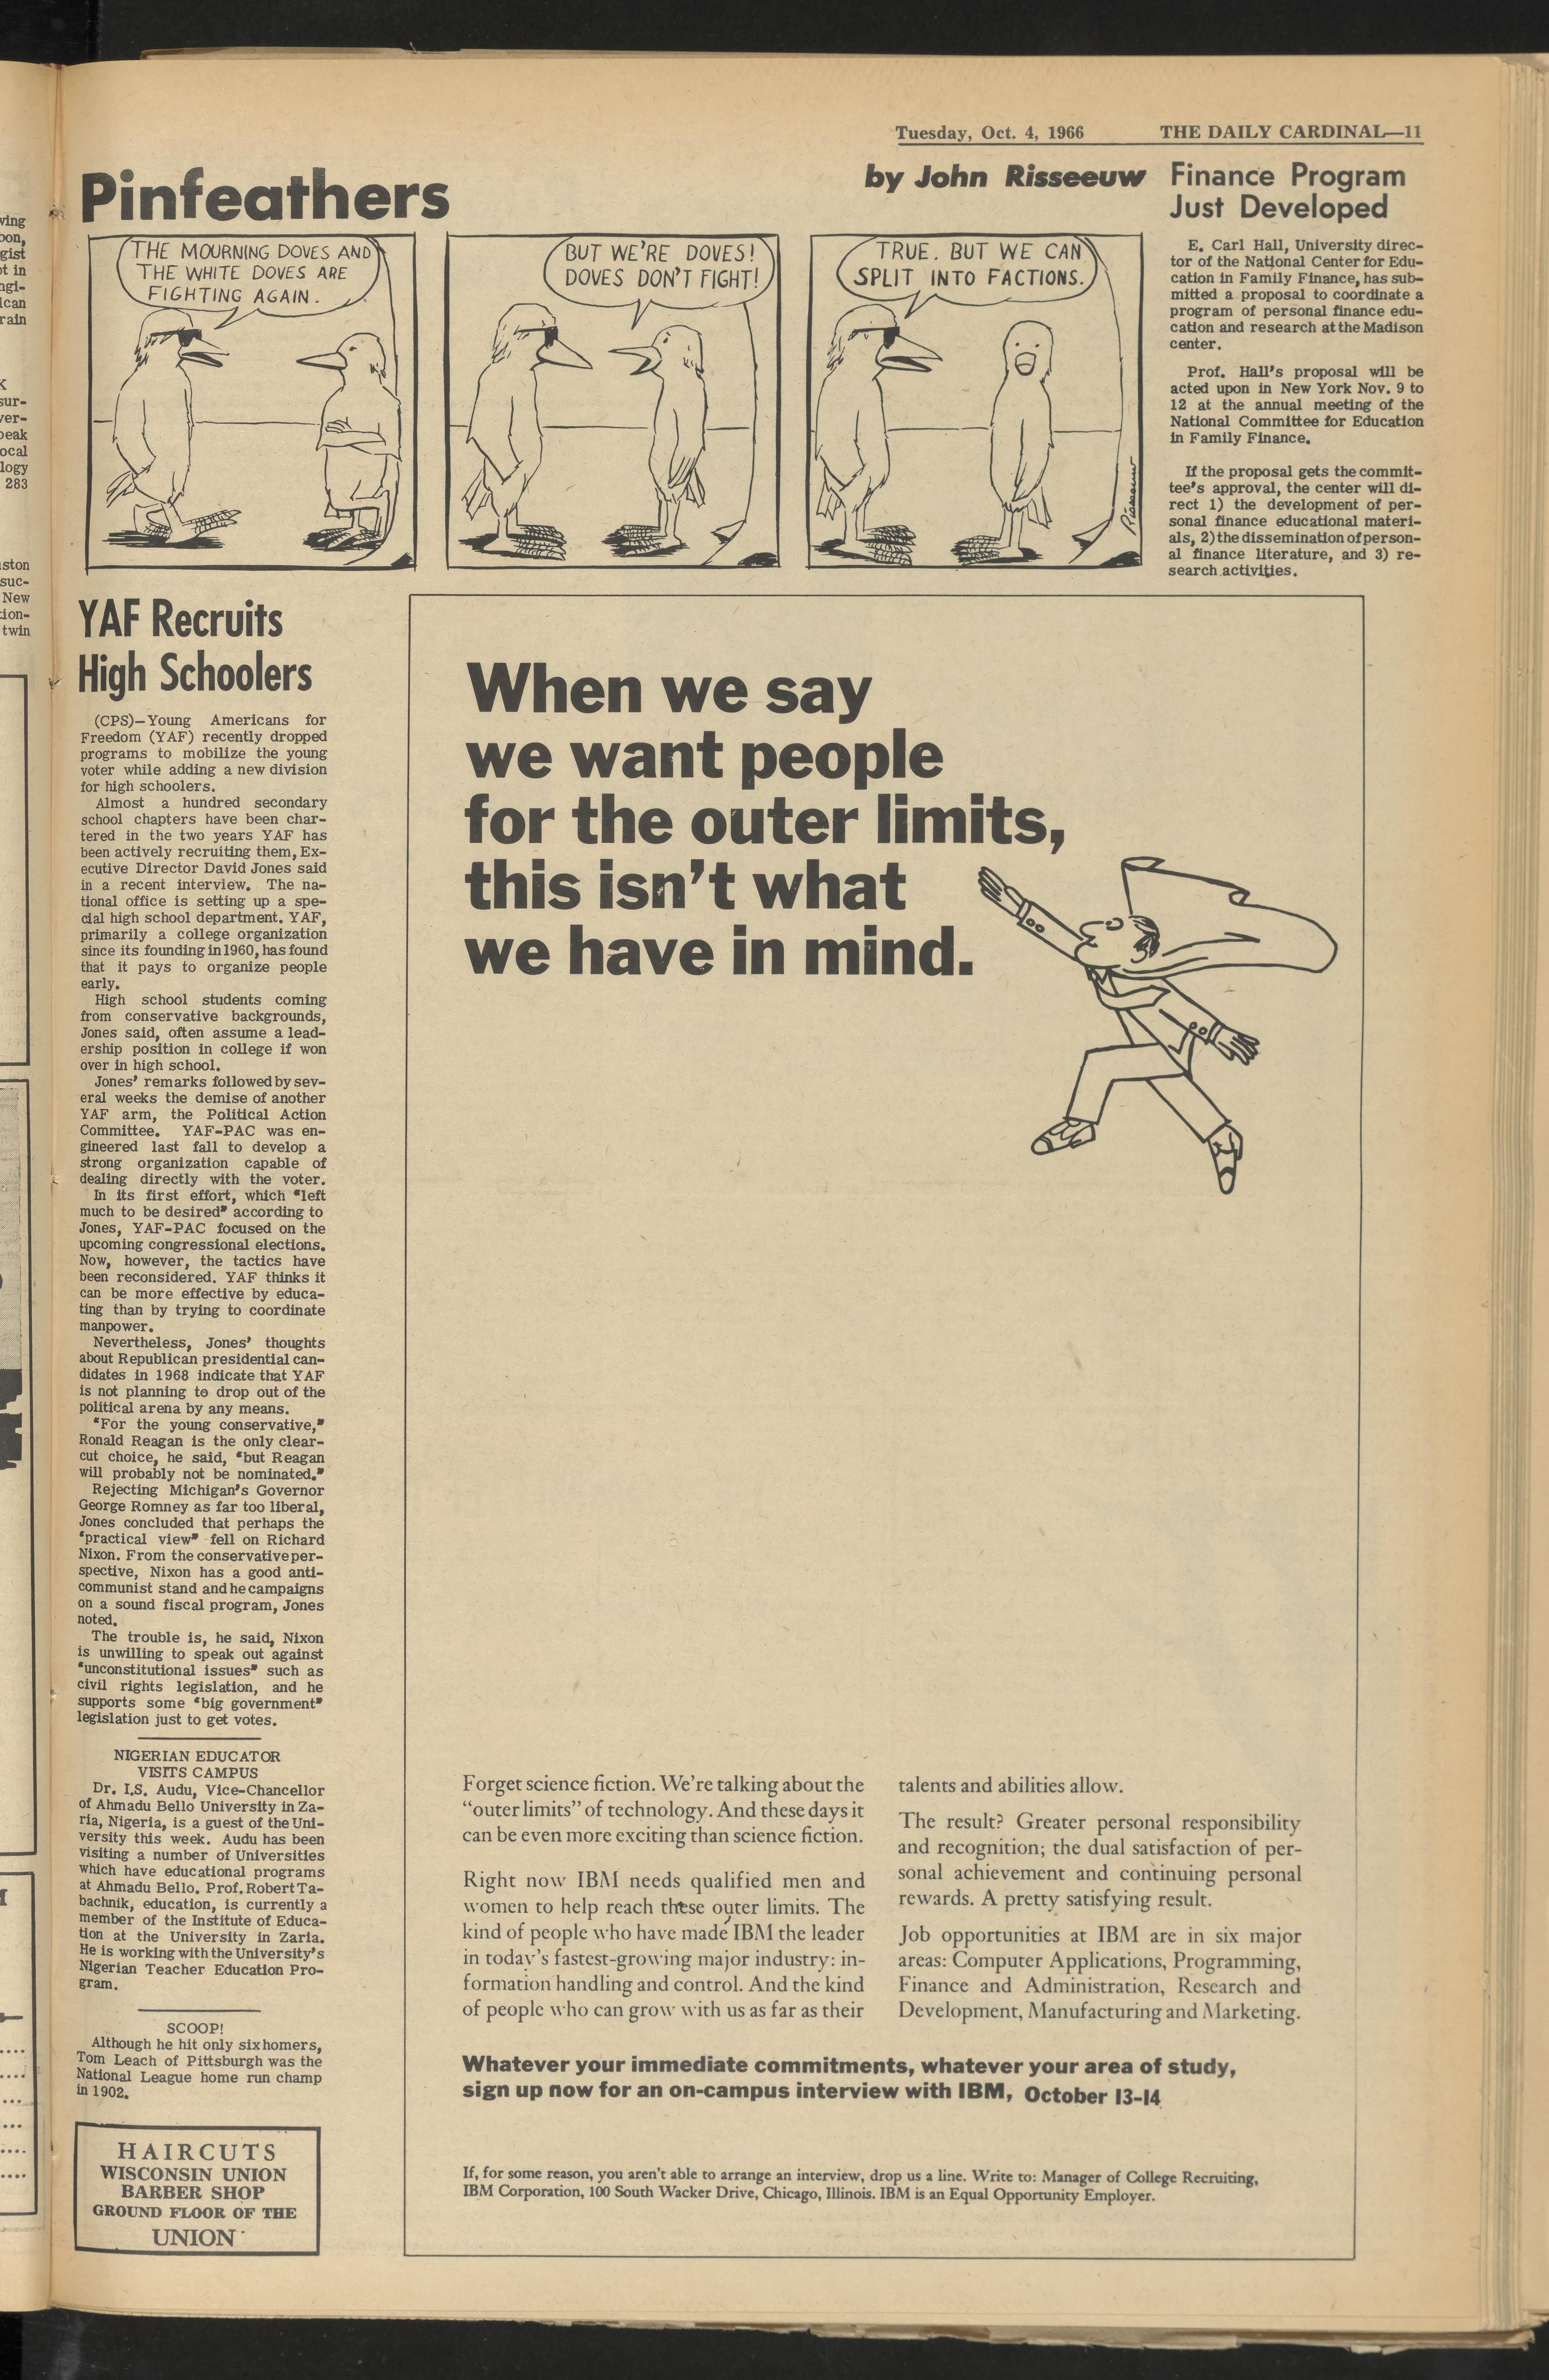 Tuesday, Oct. 4, 1966
THE DAILY CARDINAL—11
Pinfeathers
by John Risseeuw
THE MOURNING DOVES AND
THE WHITE DOVES ARE
FIGHTING AGAIN.
BUT WE'RE DOVES!
DOVES DON'T FIGHT!
TRUE. BUT WE CAN
SPLIT INTO FACTIONS.
Risseeuw
Finance Program
Just Developed
E. Carl Hall, University direc-
tor of the National Center for Edu-
cation in Family Finance, has sub-
mitted a proposal to coordinate a
program of personal finance edu-
cation and research at the Madison
center.
Prof. Hall's proposal will be
acted upon in New York Nov. 9 to
12 at the annual meeting of the
National Committee for Education
in Family Finance.
If the proposal gets the commit-
tee's approval, the center will di-
rect 1) the development of per-
sonal finance educational materi-
als, 2) the dissemination of person-
al finance literature, and 3) re-
search activities.
YAF Recruits
High Schoolers
(CPS)—Young Americans for
Freedom (YAF) recently dropped
programs to mobilize the young
voter while adding a new division
for high schoolers.
Almost a hundred secondary
school chapters have been char-
tered in the two years YAF has
been actively recruiting them, Ex-
ecutive Director David Jones said
in a recent interview. The na-
tional office is setting up a spe-
cial high school department. YAF,
primarily a college organization
since its founding in 1960, has found
that it pays to organize people
early.
High school students coming
from conservative backgrounds,
Jones said, often assume a lead-
ership position in college if won
over in high school.
Jones' remarks followed by sev-
eral weeks the demise of another
YAF arm, the Political Action
Committee. YAF-PAC was en-
gineered last fall to develop a
strong organization capable of
dealing directly with the voter.
In its first effort, which "left
much to be desired" according to
Jones, YAF-PAC focused on the
upcoming congressional elections.
Now, however, the tactics have
been reconsidered. YAF thinks it
can be more effective by educa-
ting than by trying to coordinate
manpower.
Nevertheless, Jones' thoughts
about Republican presidential can-
didates in 1968 indicate that YAF
is not planning to drop out of the
political arena by any means.
"For the young conservative,"
Ronald Reagan is the only clear-
cut choice, he said, "but Reagan
will probably not be nominated."
Rejecting Michigan's Governor
George Romney as far too liberal,
Jones concluded that perhaps the
"practical view" fell on Richard
Nixon. From the conservative per-
spective, Nixon has a good anti-
communist stand and he campaigns
on a sound fiscal program, Jones
noted.
The trouble is, he said, Nixon
is unwilling to speak out against
"unconstitutional issues" such as
civil rights legislation, and he
supports some "big government"
legislation just to get votes.
NIGERIAN EDUCATOR
VISITS CAMPUS
Dr. I.S. Audu, Vice-Chancellor
of Ahmadu Bello University in Za-
ria, Nigeria, is a guest of the Uni-
versity this week. Audu has been
visiting a number of Universities
which have educational programs
at Ahmadu Bello. Prof. Robert Ta-
bachnik, education, is currently a
member of the Institute of Educa-
tion at the University in Zaria.
He is working with the University's
Nigerian Teacher Education Pro-
gram.
SCOOP!
Although he hit only six homers,
Tom Leach of Pittsburgh was the
National League home run champ
in 1902.
HAIRCUTS
WISCONSIN UNION
BARBER SHOP
GROUND FLOOR OF THE
UNION
When we say
we want people
for the outer limits,
this isn't what
we have in mind.
Forget science fiction. We're talking about the
"outer limits" of technology. And these days it
can be even more exciting than science fiction.
Right now IBM needs qualified men and
women to help reach these outer limits. The
kind of people who have made IBM the leader
in today's fastest-growing major industry: in-
formation handling and control. And the kind
of people who can grow with us as far as their
talents and abilities allow.
The result? Greater personal responsibility
and recognition; the dual satisfaction of per-
sonal achievement and continuing personal
rewards. A pretty satisfying result.
Job opportunities at IBM are in six major
areas: Computer Applications, Programming,
Finance and Administration, Research and
Development, Manufacturing and Marketing.
Whatever your immediate commitments, whatever your area of study,
sign up now for an on-campus interview with IBM, October 13-14
If, for some reason, you aren't able to arrange an interview, drop us a line. Write to: Manager of College Recruiting,
IBM Corporation, 100 South Wacker Drive, Chicago, Illinois. IBM is an Equal Opportunity Employer.